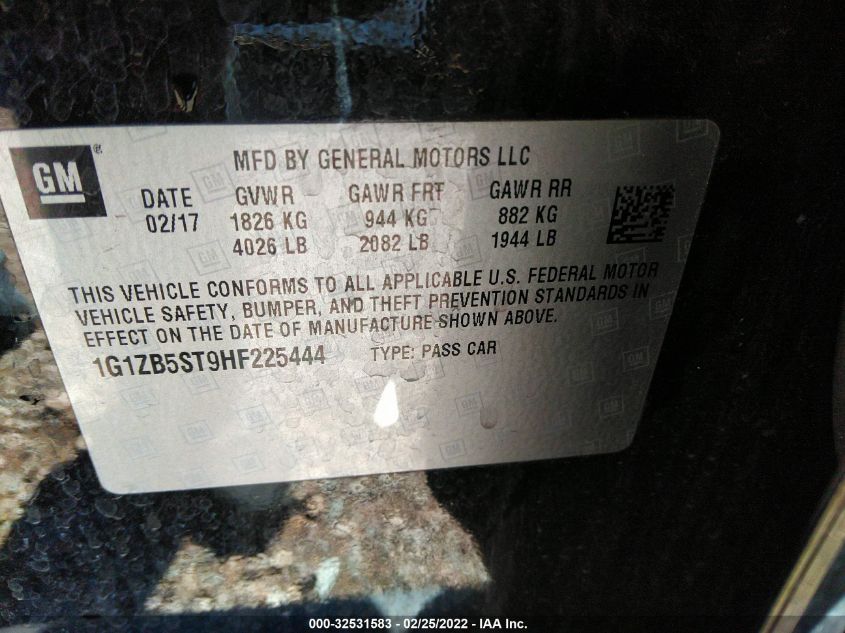 GM ®
MFD BY GENERAL MOTORS LLC
DATE GVWR GAWR FRT GAWR RR
02/17 1826 KG 944 KG 882 KG
4026 LB 2082 LB 1944 LB
THIS VEHICLE CONFORMS TO ALL APPLICABLE U.S. FEDERAL MOTOR
VEHICLE SAFETY, BUMPER, AND THEFT PREVENTION STANDARDS IN
EFFECT ON THE DATE OF MANUFACTURE SHOWN ABOVE.
1G1ZB5ST9HF225444 TYPE: PASS CAR
000-32531583 - 02/25/2022 - IAA Inc.